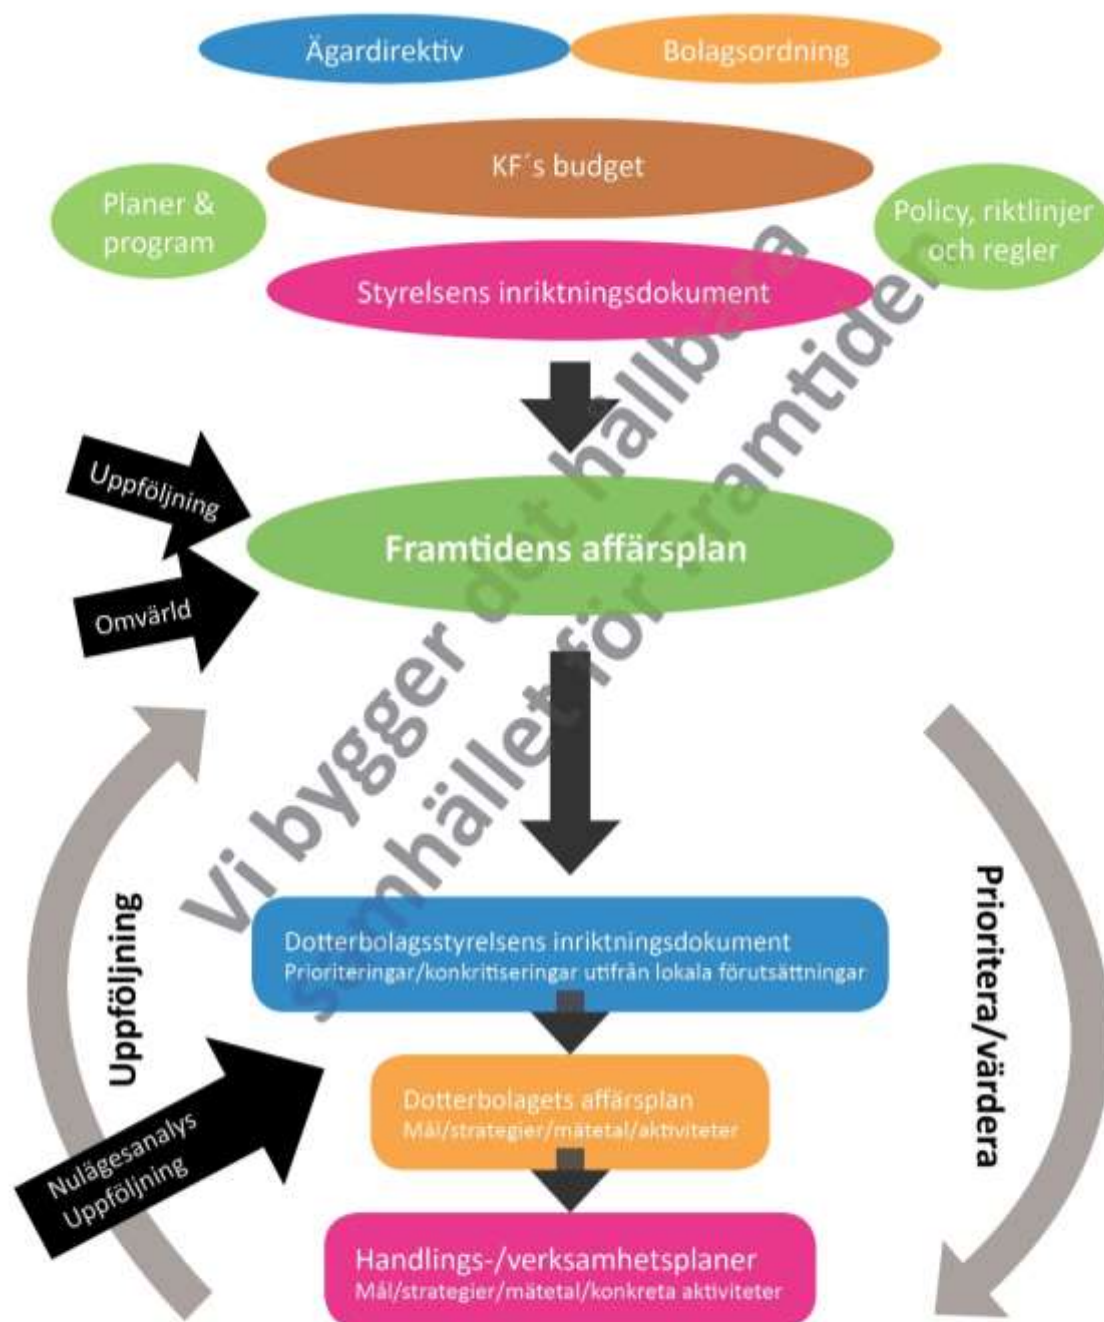 Ägardirektiv
Bolagsordning
KF´s budget
Planer &
program
Policy, riktlinjer
och regler
Styrelsens inriktningsdokument
Uppföljning
Framtidens affärsplan
Omvärld
Vi bygger det hållbara
samhället för Framtiden
Uppföljning
Prioritera/värdera
Dotterbolagsstyrelsens inriktningsdokument
Prioriteringar/konkritiseringar utifrån lokala förutsättningar
Dotterbolagets affärsplan
Mål/strategier/mätetal/aktiviteter
Nulägesanalys
Uppföljning
Handlings-/verksamhetsplaner
Mål/strategier/mätetal/konkreta aktiviteter